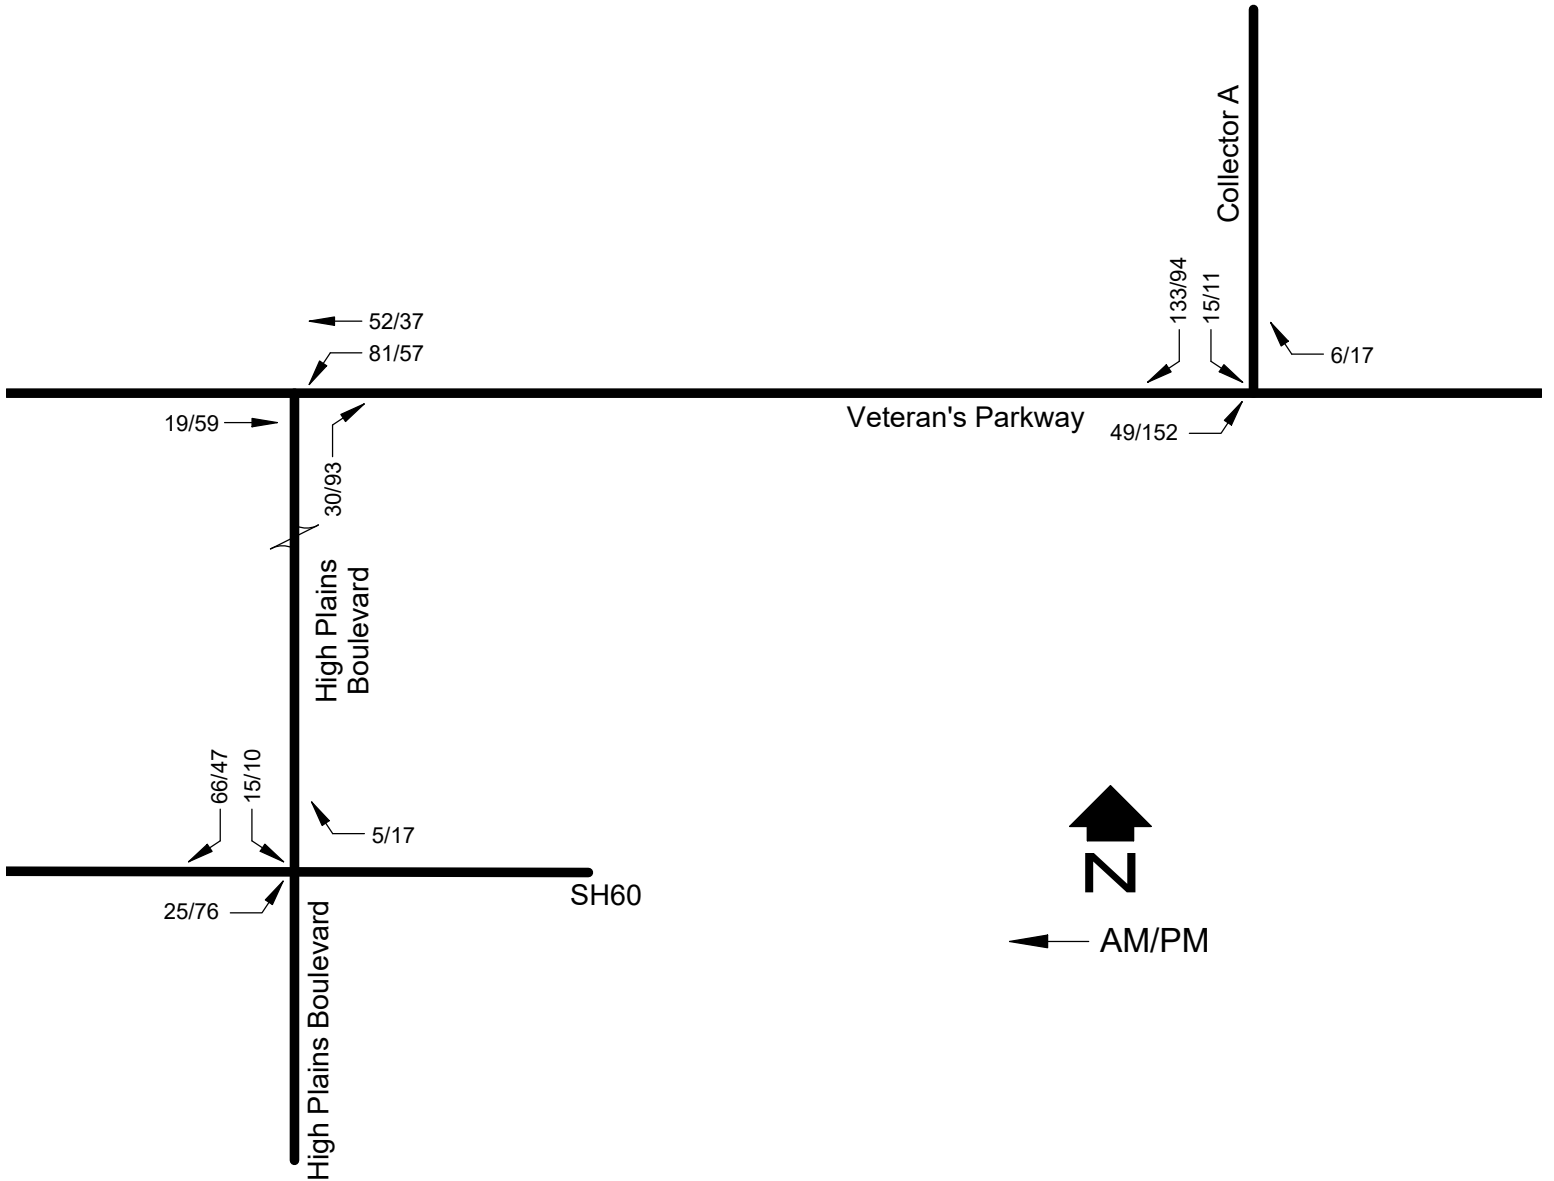 Collector A
133/94
15/11
52/37
81/57
6/17
19/59
Veteran's Parkway
49/152
30/93
High Plains
Boulevard
66/47
15/10
5/17
SH60
25/76
N
AM/PM
High Plains Boulevard